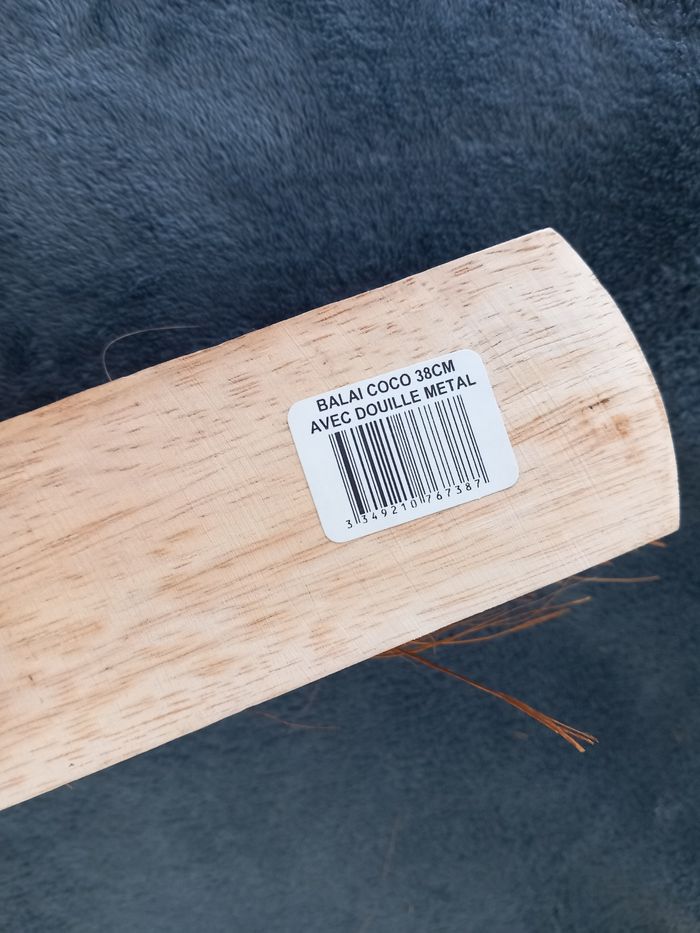 BALAI COCO 38CM
AVEC DOUILLE METAL
3 349210 767387